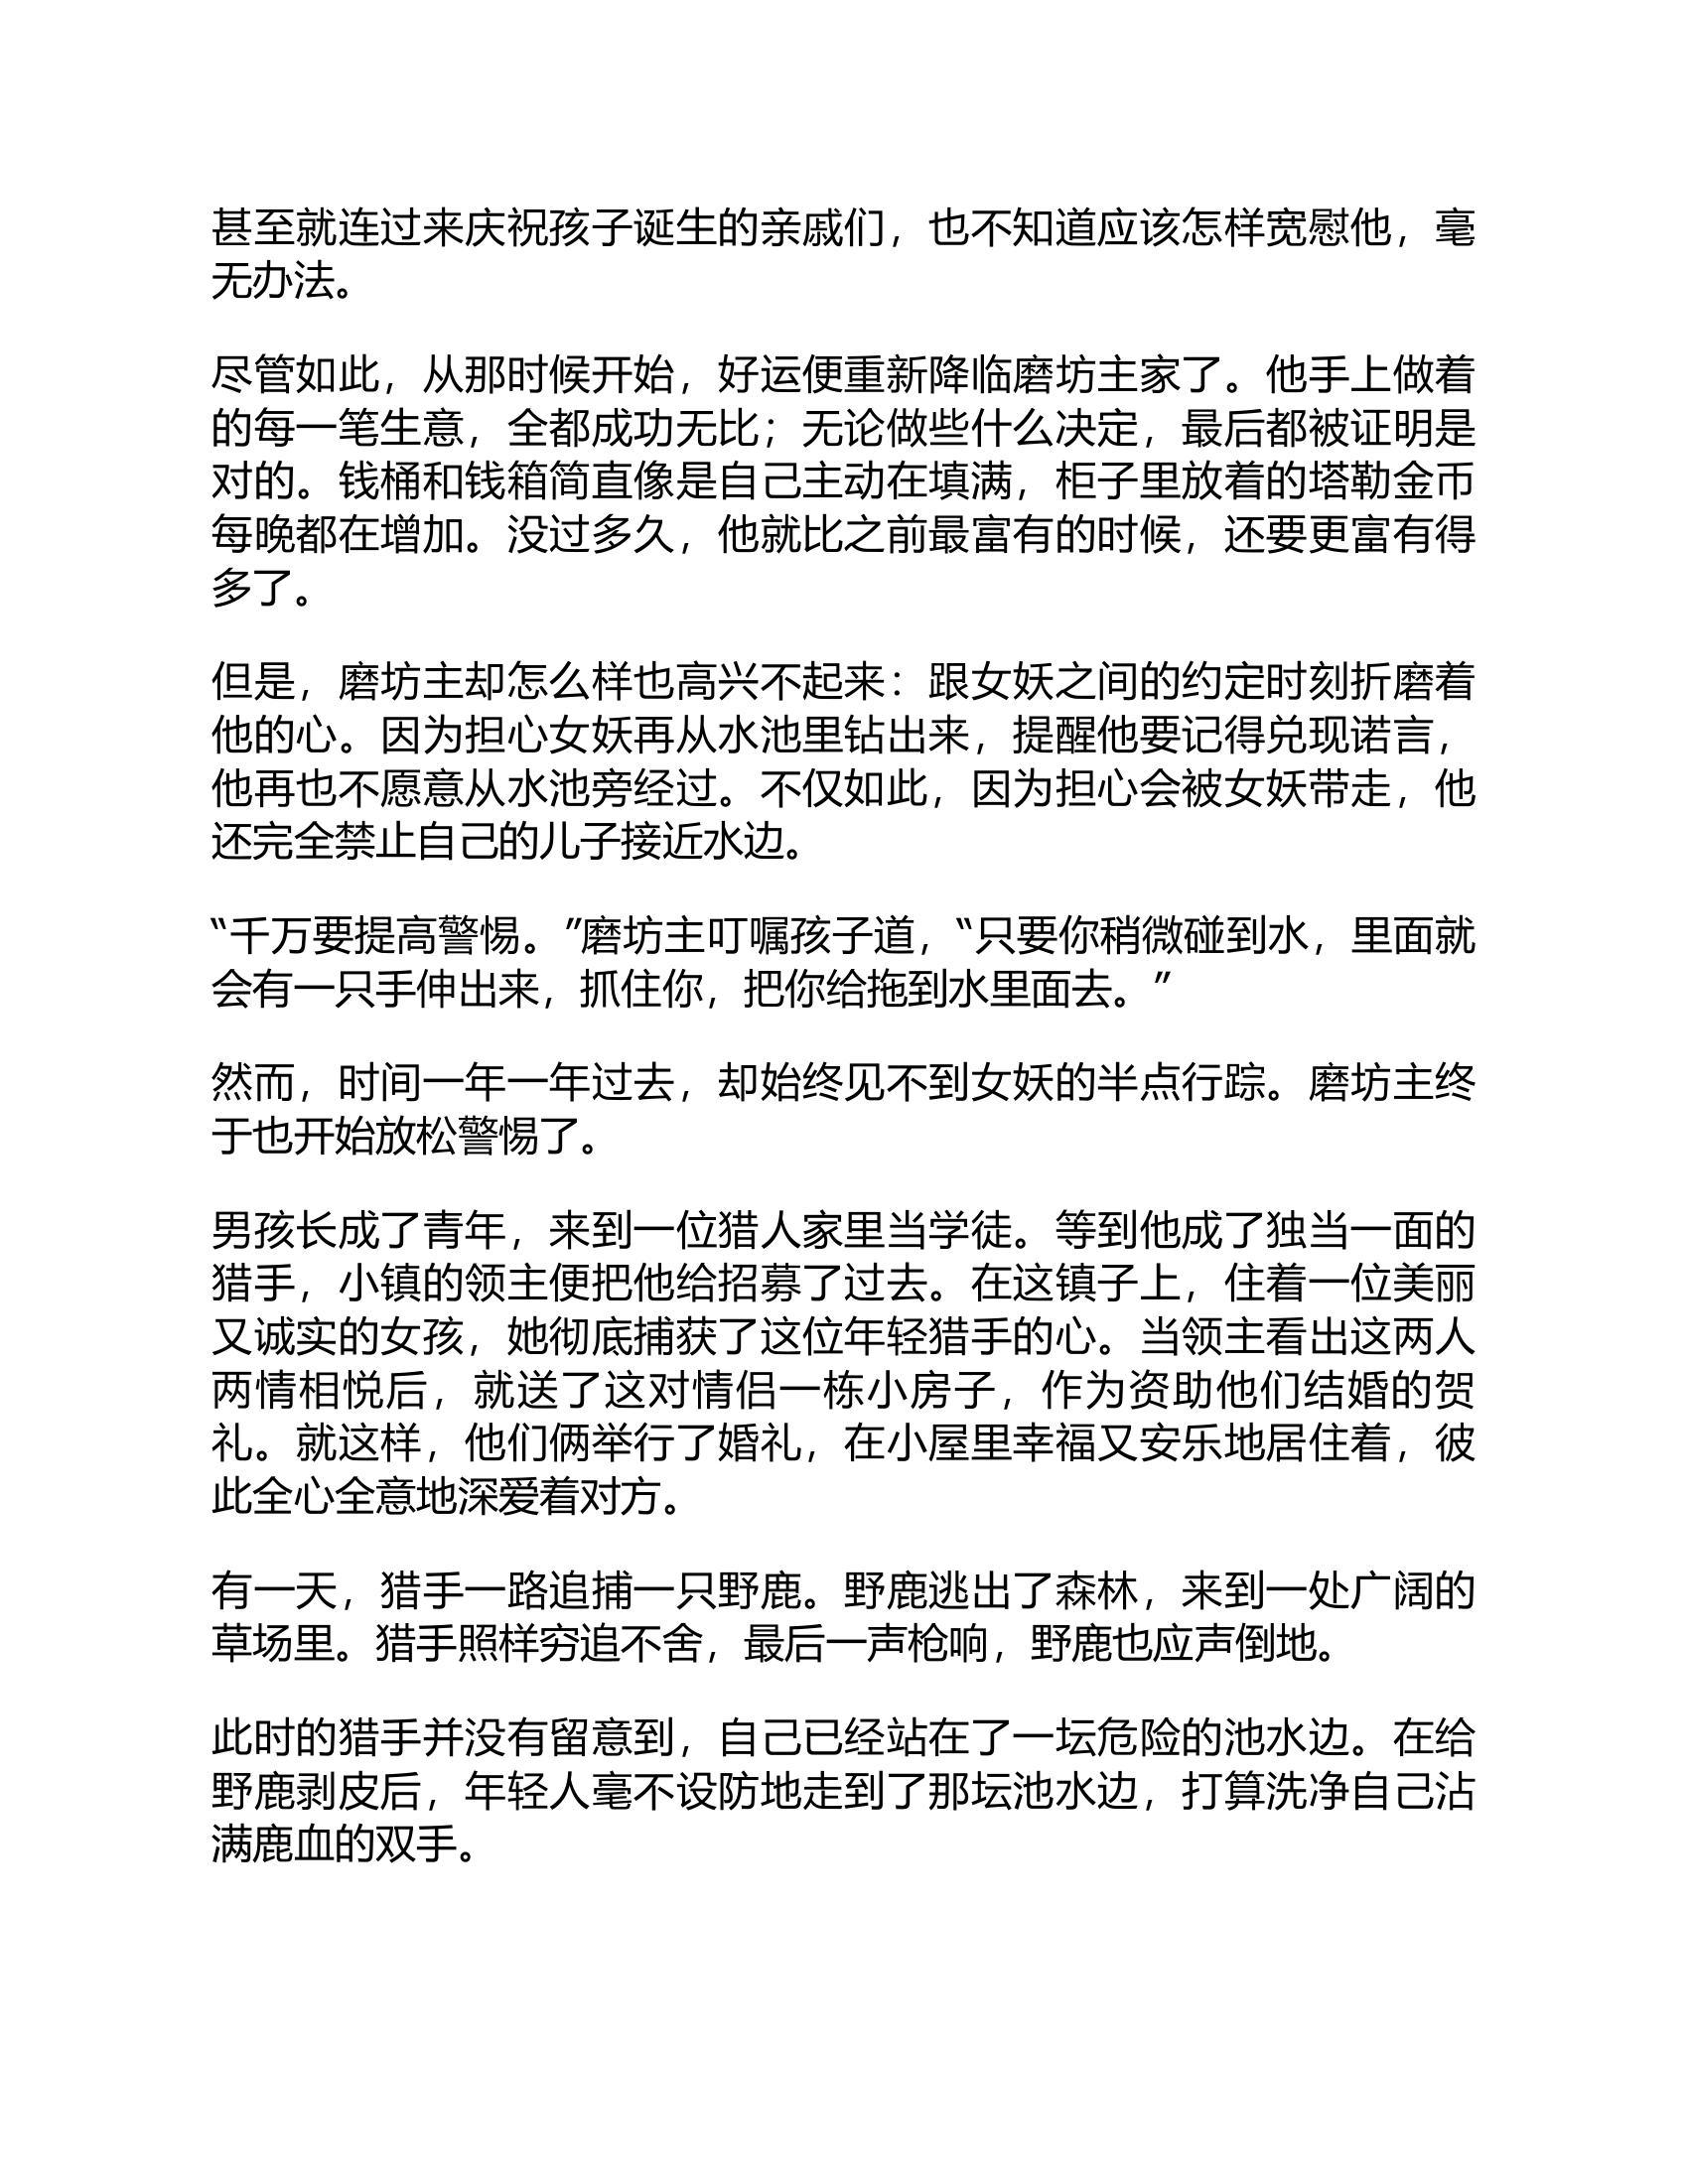 甚至就连过来庆祝孩子诞生的亲戚们，也不知道应该怎样宽慰他，毫
无办法。
尽管如此，从那时候开始，好运便重新降临磨坊主家了。他手上做着
的每一笔生意，全都成功无比；无论做些什么决定，最后都被证明是
对的。钱桶和钱箱简直像是自己主动在填满，柜子里放着的塔勒金币
每晚都在增加。没过多久，他就比之前最富有的时候，还要更富有得
多了。
但是，磨坊主却怎么样也高兴不起来：跟女妖之间的约定时刻折磨着
他的心。因为担心女妖再从水池里钻出来，提醒他要记得兑现诺言，
他再也不愿意从水池旁经过。不仅如此，因为担心会被女妖带走，他
还完全禁止自己的儿子接近水边。
“千万要提高警惕。”磨坊主叮嘱孩子道，“只要你稍微碰到水，里面就
会有一只手伸出来，抓住你，把你给拖到水里面去。”
然而，时间一年一年过去，却始终见不到女妖的半点行踪。磨坊主终
于也开始放松警惕了。
男孩长成了青年，来到一位猎人家里当学徒。等到他成了独当一面的
猎手，小镇的领主便把他给招募了过去。在这镇子上，住着一位美丽
又诚实的女孩，她彻底捕获了这位年轻猎手的心。当领主看出这两人
两情相悦后，就送了这对情侣一栋小房子，作为资助他们结婚的贺
礼。就这样，他们俩举行了婚礼，在小屋里幸福又安乐地居住着，彼
此全心全意地深爱着对方。
有一天，猎手一路追捕一只野鹿。野鹿逃出了森林，来到一处广阔的
草场里。猎手照样穷追不舍，最后一声枪响，野鹿也应声倒地。
此时的猎手并没有留意到，自己已经站在了一坛危险的池水边。在给
野鹿剥皮后，年轻人毫不设防地走到了那坛池水边，打算洗净自己沾
满鹿血的双手。